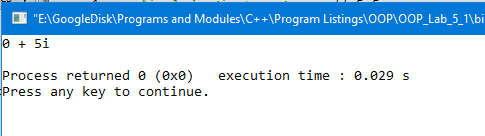 "E:\GoogleDisk\Programs and Modules\C++\Program Listings\OOP\OOP_Lab_5_1\bi
0 + 5i
Process returned 0 (0x0)   execution time : 0.029 s
Press any key to continue.